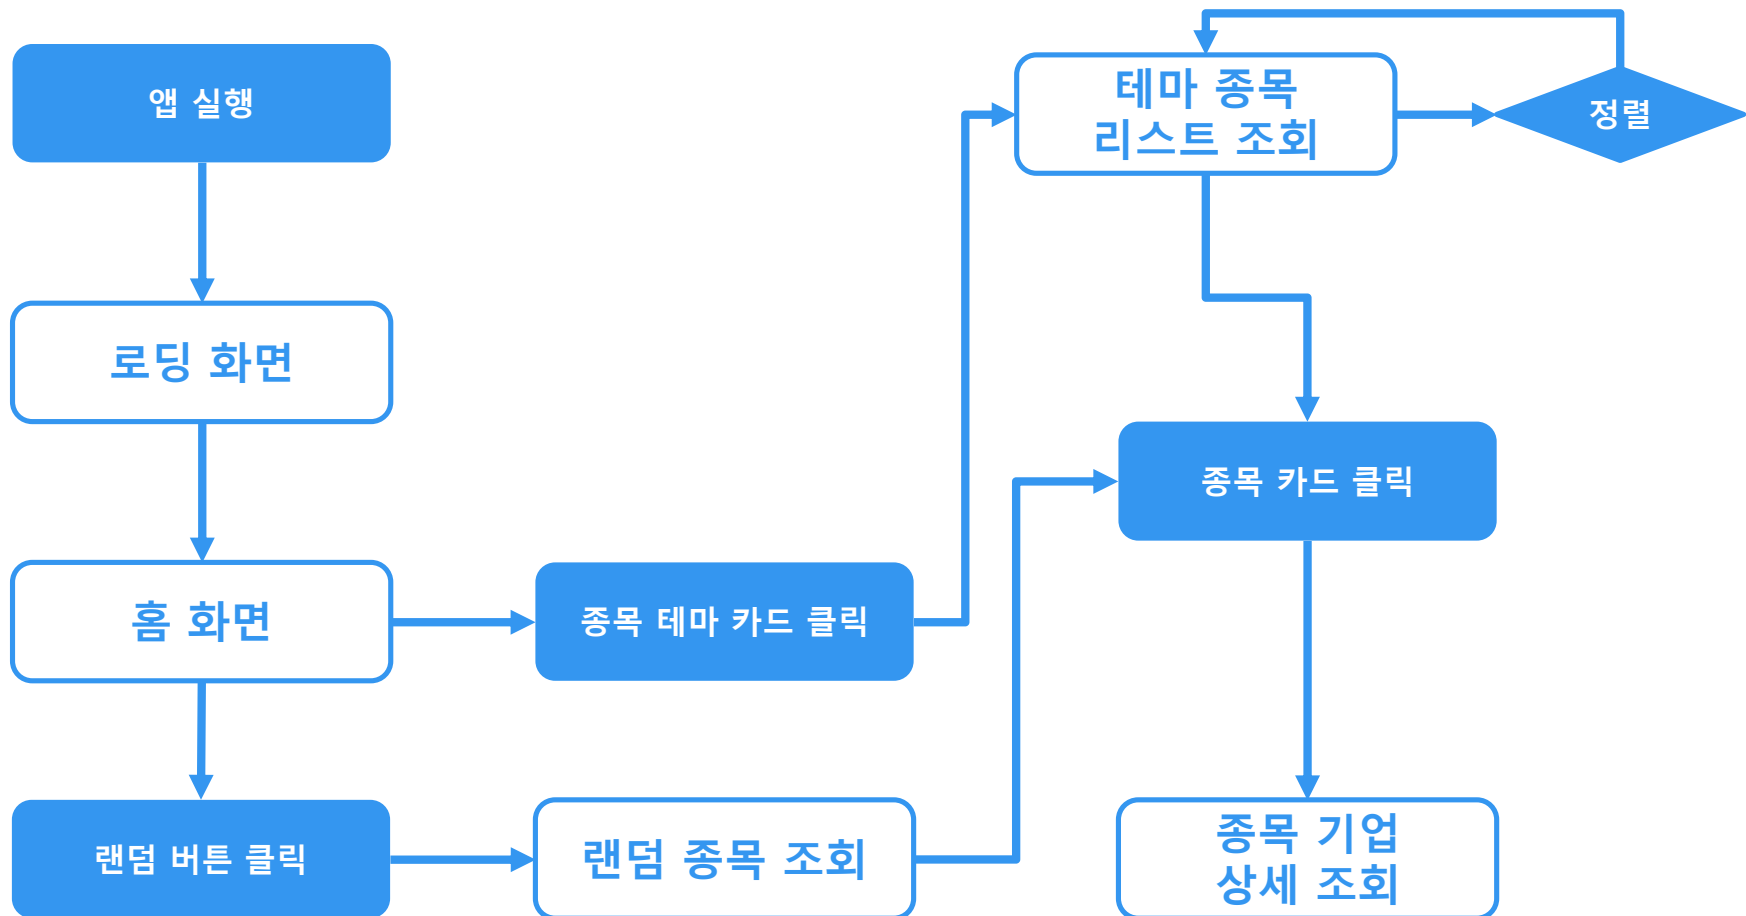 앱 실행
테마 종목
리스트 조회
정렬
로딩 화면
종목 카드 클릭
홈 화면
종목 테마 카드 클릭
랜덤 버튼 클릭
랜덤 종목 조회
종목 기업
상세 조회